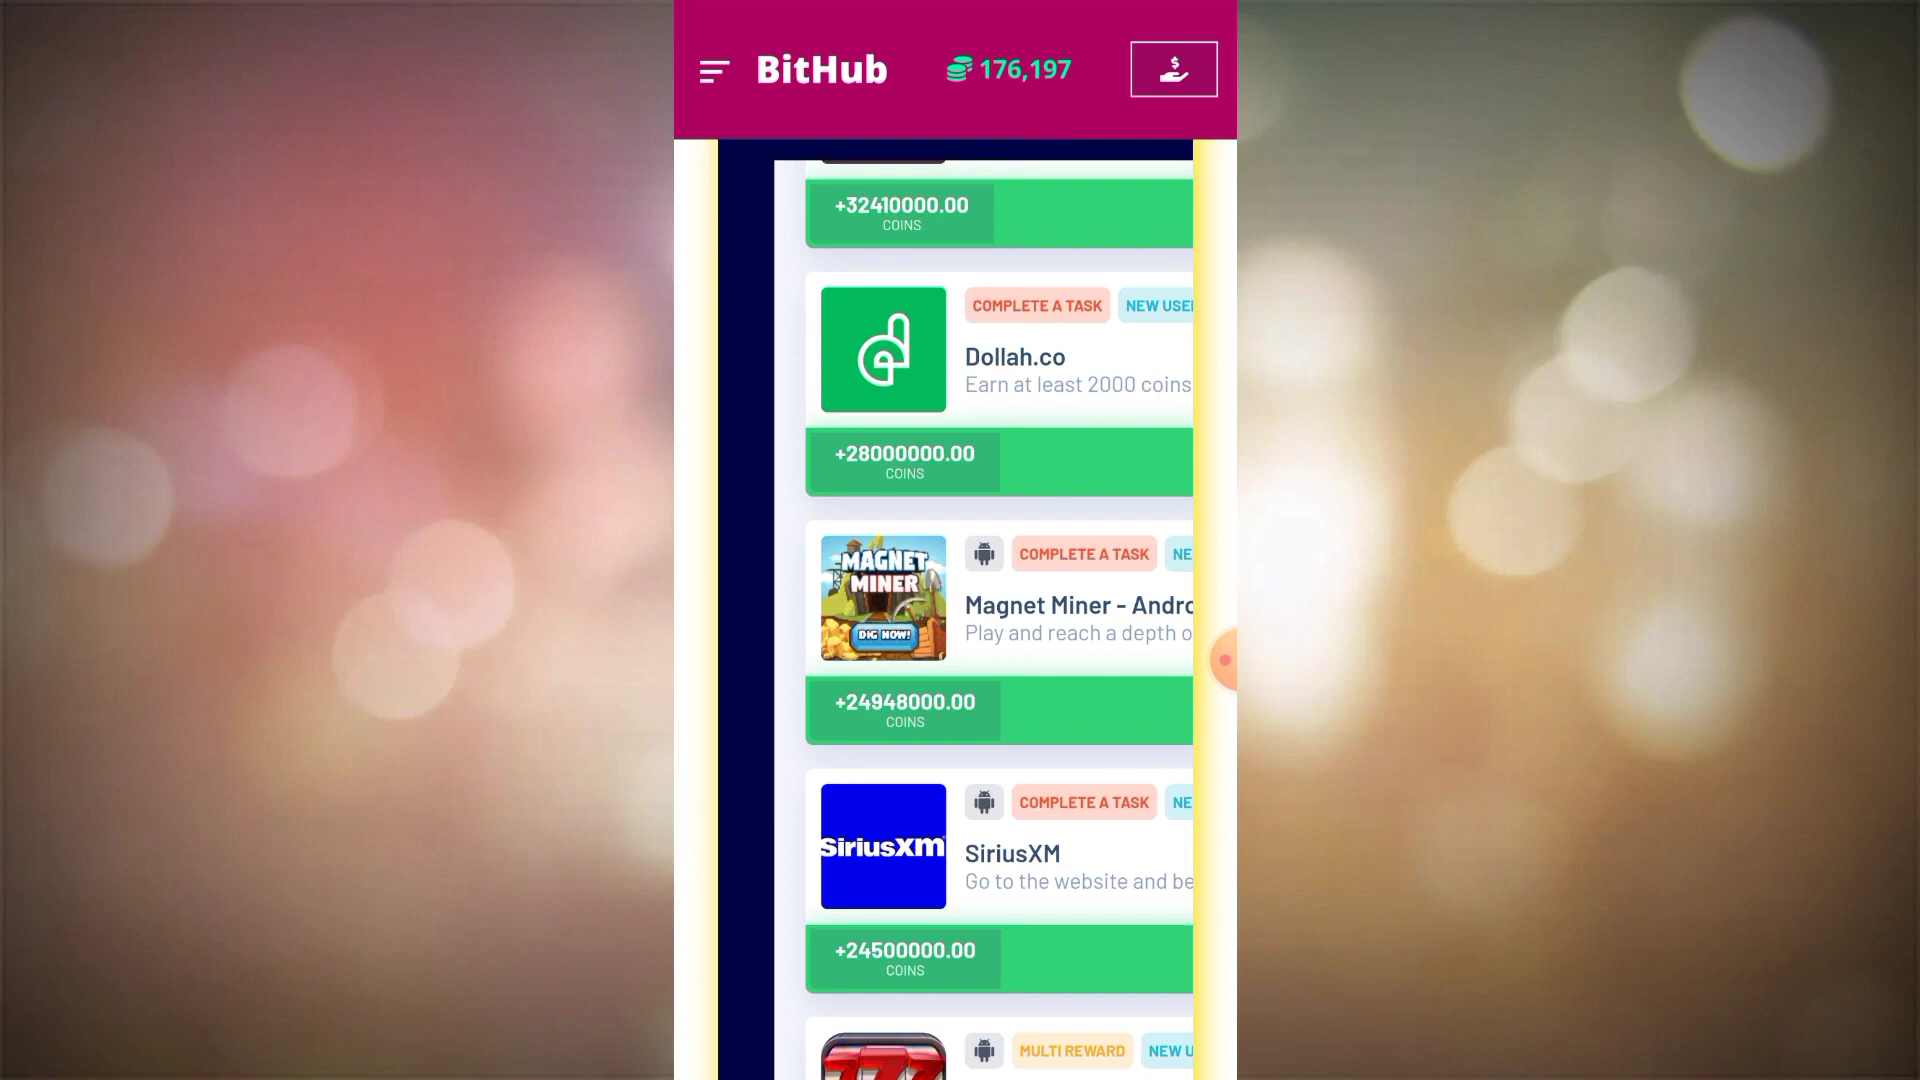 BitHub
176,197
+32410000.00
COINS
COMPLETE A TASK
NEW USE
Dollah.co
Earn at least 2000 coins
+28000000.00
COINS
MAGNET
MINER
DIG NOW!
COMPLETE A TASK
NE
Magnet Miner - Andro
Play and reach a depth o
+24948000.00
COINS
SiriusXM
COMPLETE A TASK
NE
SiriusXM
Go to the website and be
+24500000.00
COINS
777
MULTI REWARD
NEW U